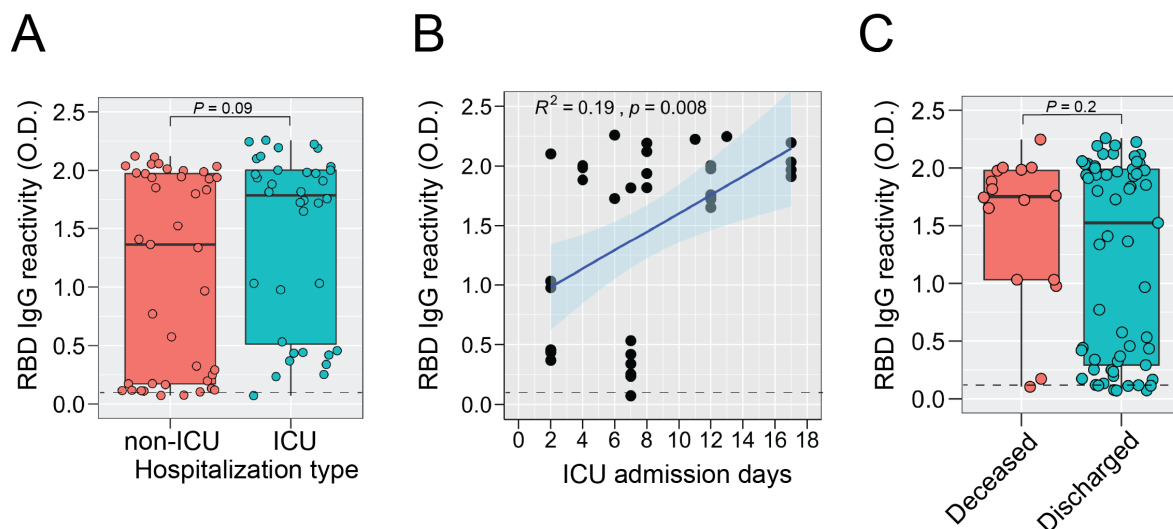 A
B
C
RBD IgG reactivity (O.D.)
2.5
2.0
1.5
1.0
0.5
0.0
P = 0.09
non-ICU
ICU
Hospitalization type
RBD IgG reactivity (O.D.)
2.5
2.0
1.5
1.0
0.5
0.0
R² = 0.19 , p = 0.008
0 2 4 6 8 10 12 14 16 18
ICU admission days
RBD IgG reactivity (O.D.)
2.5
2.0
1.5
1.0
0.5
0.0
P = 0.2
Deceased
Discharged